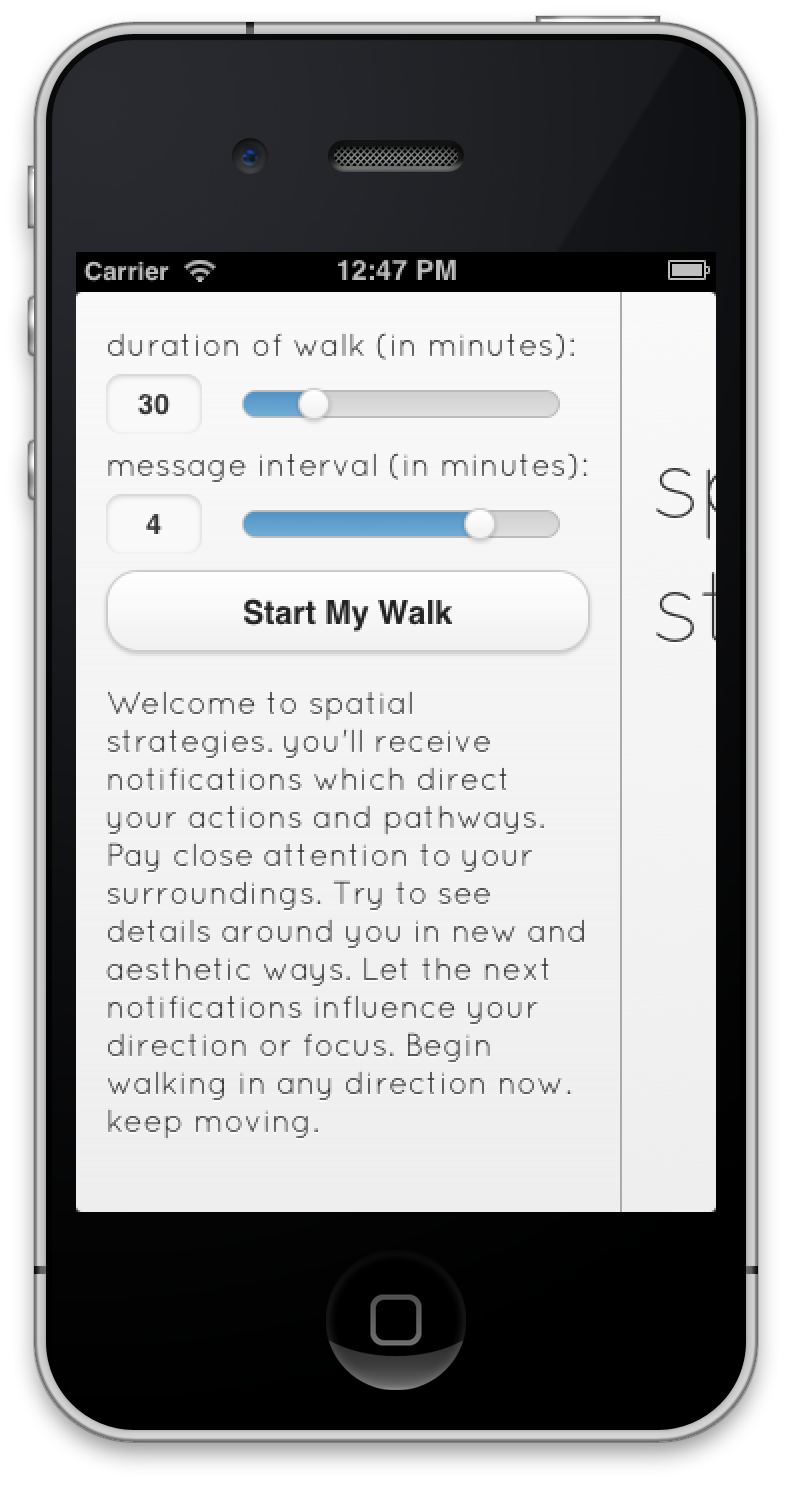 Carrier 12:47 PM
duration of walk (in minutes):
30
message interval (in minutes):
4
Start My Walk
Welcome to spatial
strategies. you'll receive
notifications which direct
your actions and pathways.
Pay close attention to your
surroundings. Try to see
details around you in new and
aesthetic ways. Let the next
notifications influence your
direction or focus. Begin
walking in any direction now.
keep moving.